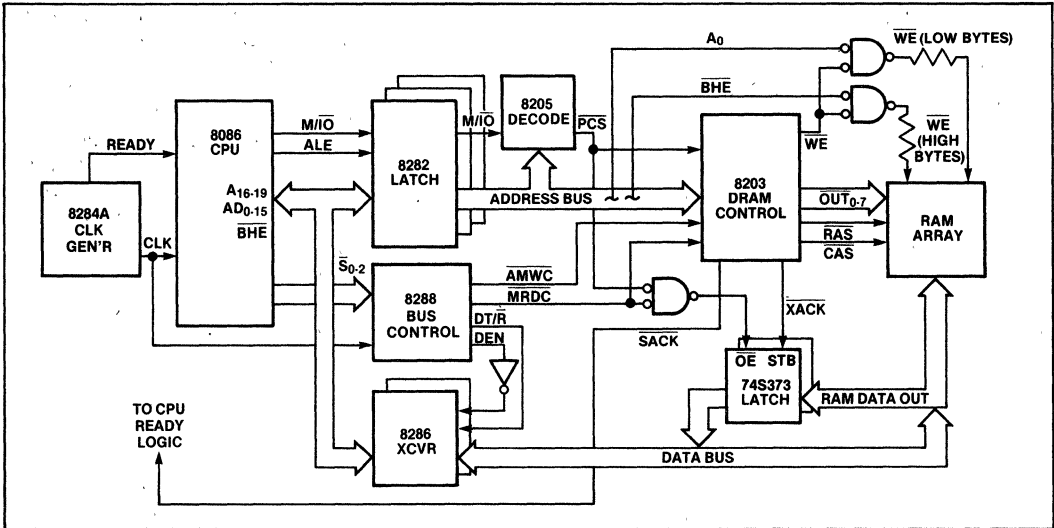 A0
WE (LOW BYTES)
BHE
WE
(HIGH
BYTES)
READY
8086
CPU
M/IO
ALE
8282
LATCH
M/IO
8205
DECODE
PCS
WE
8203
DRAM
CONTROL
8284A
CLK
GEN'R
CLK
A16-19
AD0-15
BHE
ADDRESS BUS
OUT0-7
RAS
CAS
RAM
ARRAY
S0-2
8288
BUS
CONTROL
AMWC
MRDC
DT/R
DEN
SACK
XACK
OE STB
74S373
LATCH
RAM DATA OUT
TO CPU
READY
LOGIC
8286
XCVR
DATA BUS